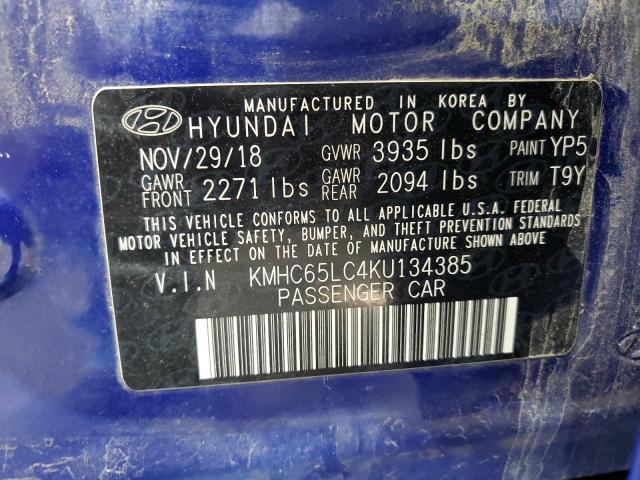 MANUFACTURED IN KOREA BY
HYUNDAI MOTOR COMPANY
NOV/29/18 GVWR 3935 lbs PAINT YP5
GAWR FRONT 2271 lbs GAWR REAR 2094 lbs TRIM T9Y
THIS VEHICLE CONFORMS TO ALL APPLICABLE U.S.A. FEDERAL
MOTOR VEHICLE SAFETY, BUMPER, AND THEFT PREVENTION STANDARDS
IN EFFECT ON THE DATE OF MANUFACTURE SHOWN ABOVE.
V.I.N KMHC65LC4KU134385
PASSENGER CAR